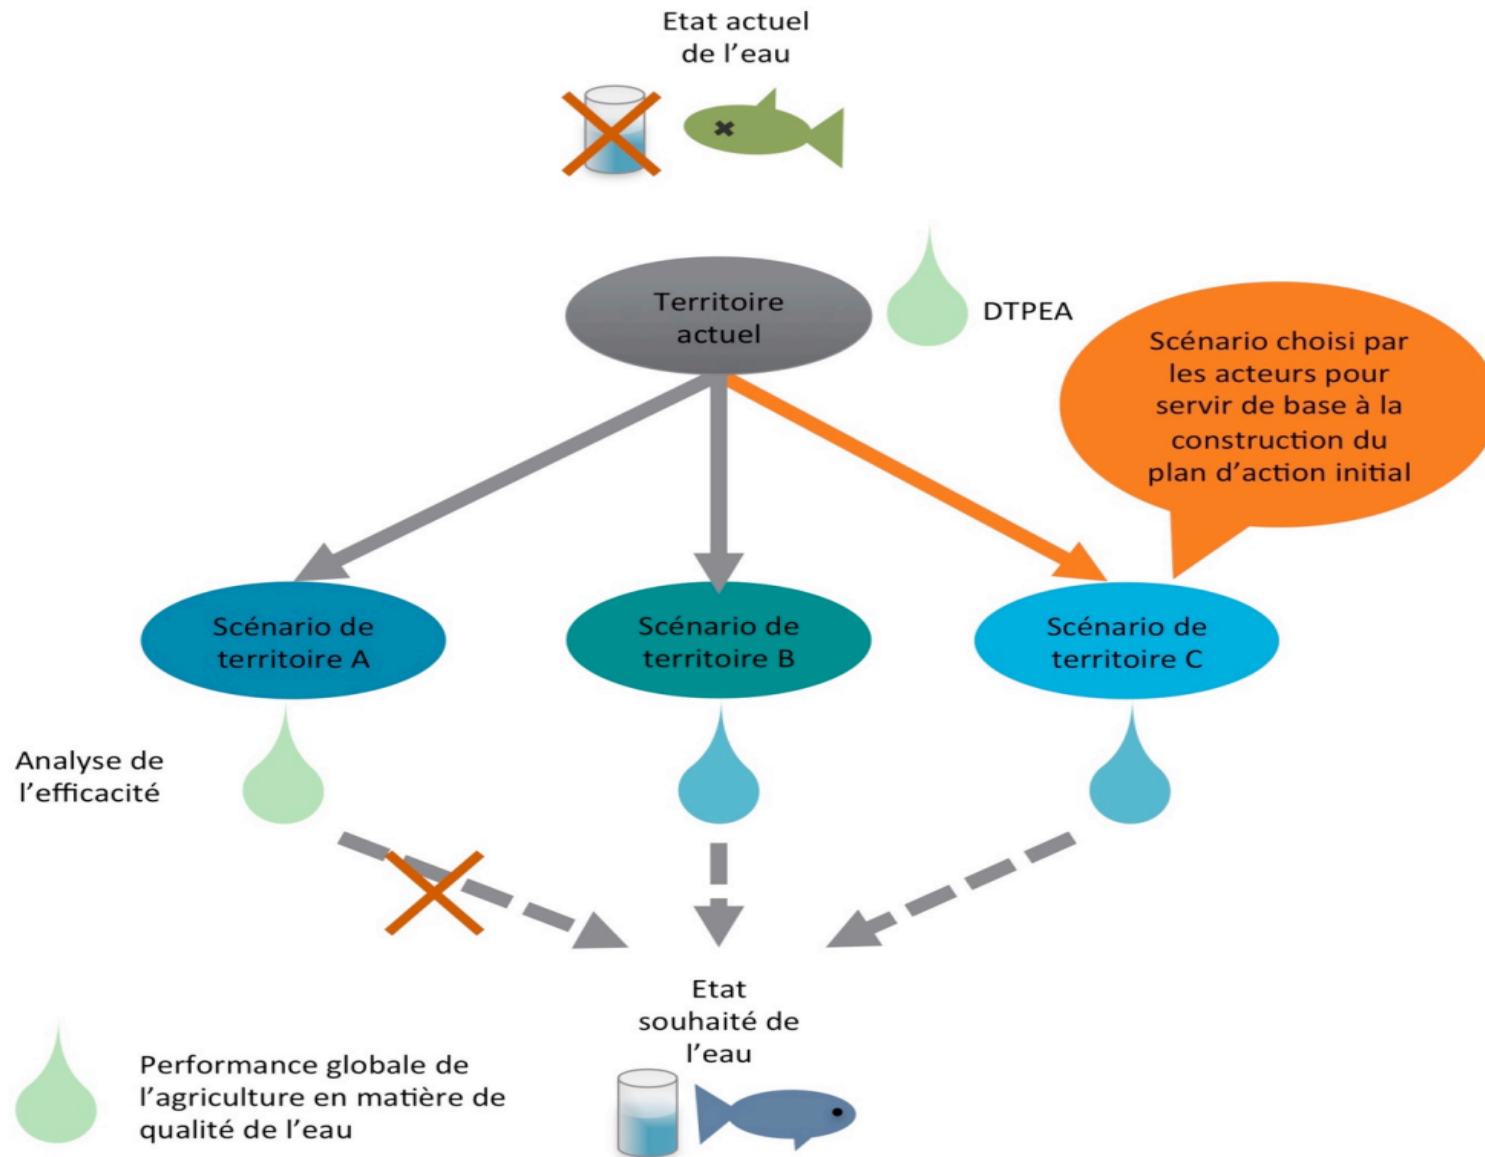 Etat actuel
de l’eau
Territoire
actuel
DTPEA
Scénario choisi par
les acteurs pour
servir de base à la
construction du
plan d’action initial
Scénario de
territoire A
Scénario de
territoire B
Scénario de
territoire C
Analyse de
l’efficacité
Etat
souhaité de
l’eau
Performance globale de
l’agriculture en matière de
qualité de l’eau